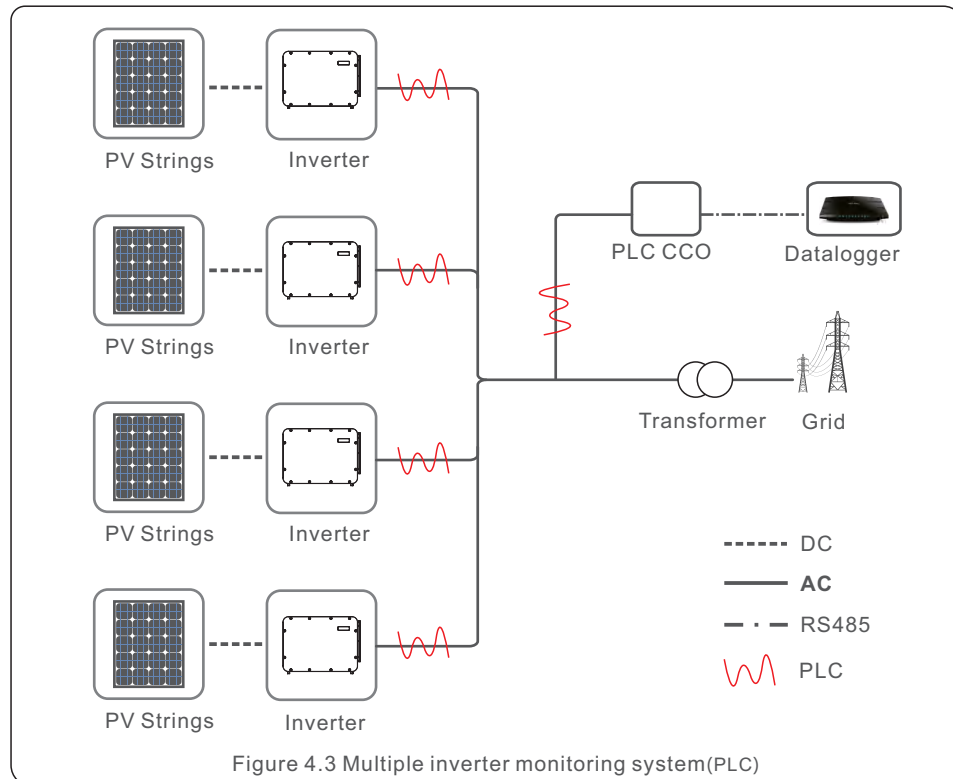 PV Strings
Inverter
PV Strings
Inverter
PLC CCO
Datalogger
Transformer
Grid
PV Strings
Inverter
PV Strings
Inverter
DC
AC
RS485
PLC
Figure 4.3 Multiple inverter monitoring system(PLC)